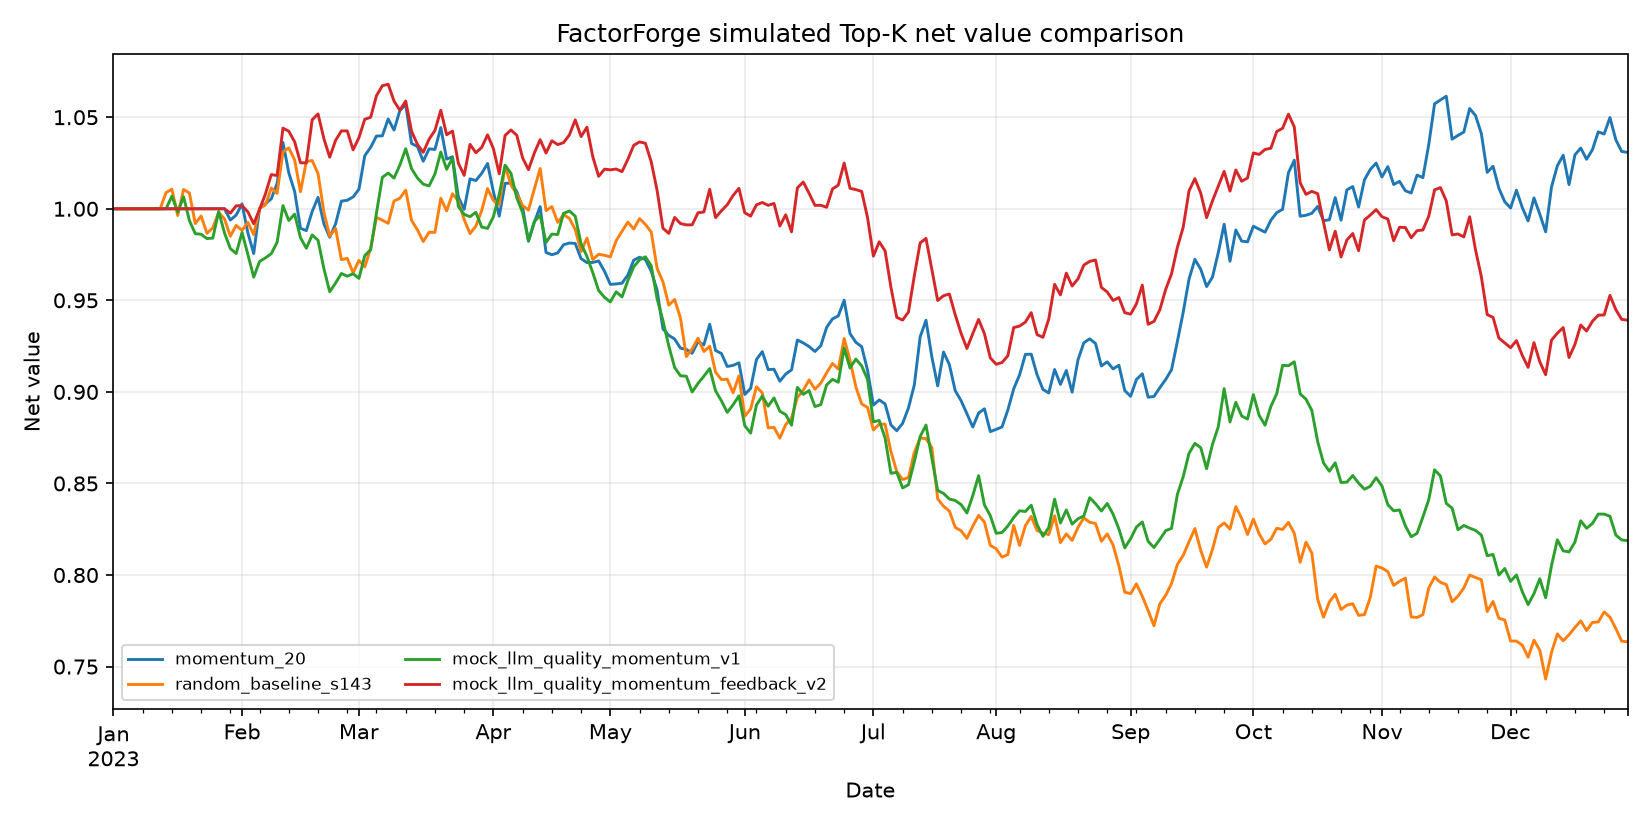 FactorForge simulated Top-K net value comparison
Net value
1.05
1.00
0.95
0.90
0.85
0.80
0.75
momentum_20
random_baseline_s143
mock_llm_quality_momentum_v1
mock_llm_quality_momentum_feedback_v2
Jan Feb Mar Apr May Jun Jul Aug Sep Oct Nov Dec
2023
Date